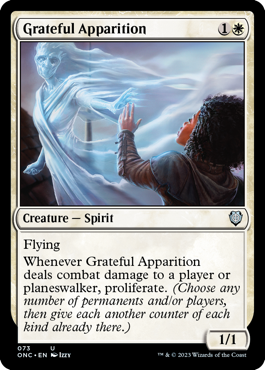 Grateful Apparition 1
Creature — Spirit
Flying
Whenever Grateful Apparition
deals combat damage to a player or
planeswalker, proliferate. (Choose any
number of permanents and/or players,
then give each another counter of each
kind already there.)
1/1
073 U
ONC • EN Izzy
™ & © 2023 Wizards of the Coast